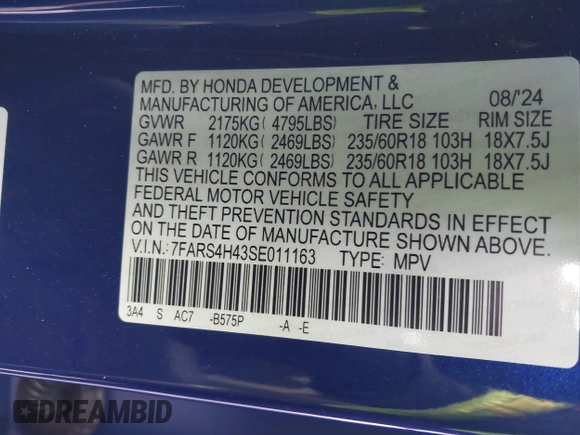 MFD. BY HONDA DEVELOPMENT &
MANUFACTURING OF AMERICA, LLC 08/'24
GVWR 2175KG( 4795LBS) TIRE SIZE RIM SIZE
GAWR F 1120KG( 2469LBS) 235/60R18 103H 18X7.5J
GAWR R 1120KG( 2469LBS) 235/60R18 103H 18X7.5J
THIS VEHICLE CONFORMS TO ALL APPLICABLE
FEDERAL MOTOR VEHICLE SAFETY
AND THEFT PREVENTION STANDARDS IN EFFECT
ON THE DATE OF MANUFACTURE SHOWN ABOVE.
V.I.N.: 7FARS4H43SE011163 TYPE: MPV
3A4 S AC7 -B575P -A -E
DREAMBID